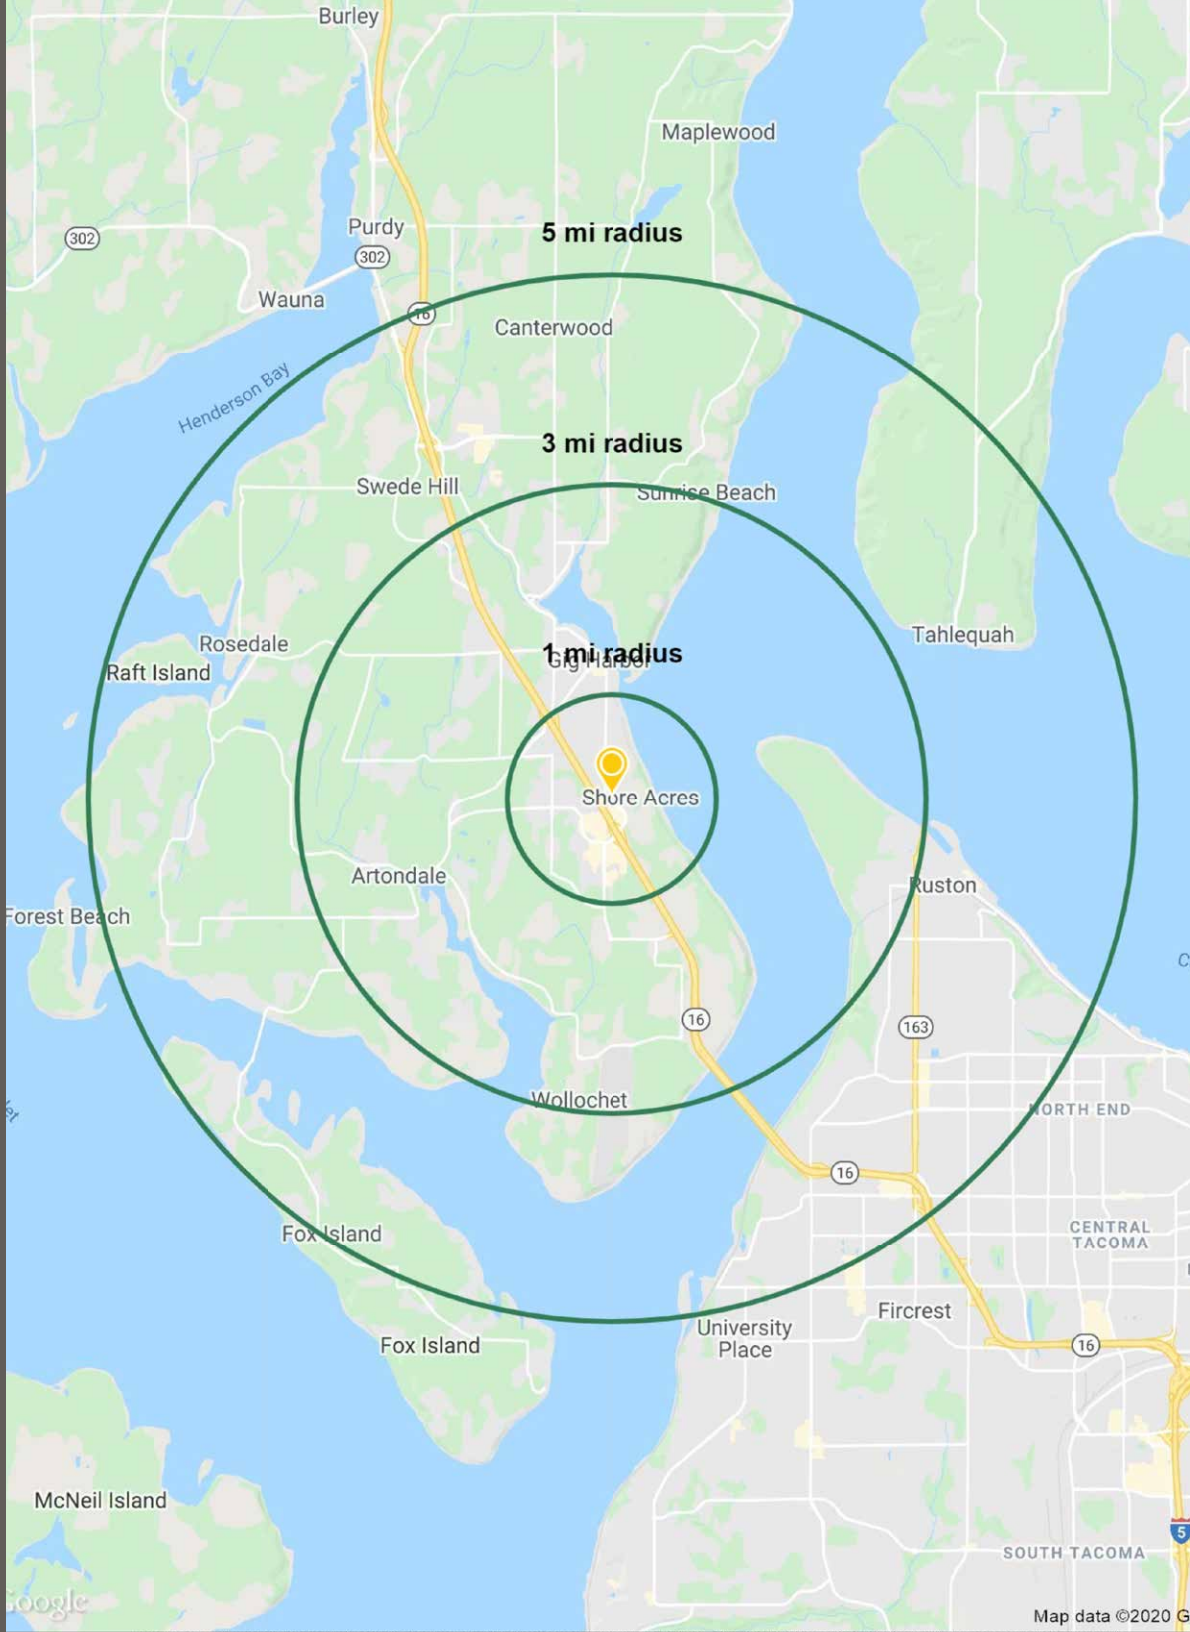 Burley
Maplewood
Purdy
5 mi radius
302
302
Wauna
16
Canterwood
Henderson Bay
3 mi radius
Swede Hill
Sunrise Beach
Tahlequah
Rosedale
1 mi radius
Gig Harbor
Raft Island
Shore Acres
Artondale
Ruston
Forest Beach
16
163
Wollochet
NORTH END
16
Fox Island
CENTRAL
TACOMA
Fircrest
University
Place
Fox Island
16
McNeil Island
5
SOUTH TACOMA
Google
Map data ©2020 G